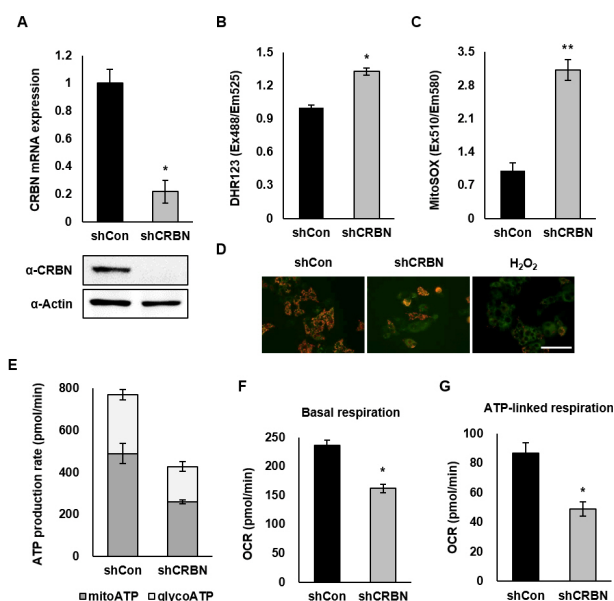 A
CRBN mRNA expression
1.2
1
0.8
0.6
0.4
0.2
0
*
shCon shCRBN
α-CRBN
α-Actin
B
DHR123 (Ex488/Em525)
1.5
1.2
0.9
0.6
0.3
0
*
shCon shCRBN
C
MitoSOX (Ex510/Em580)
3.5
2.8
2.1
1.4
0.7
0
**
shCon shCRBN
D
shCon shCRBN H₂O₂
E
ATP production rate (pmol/min)
800
600
400
200
0
shCon shCRBN
mitoATP glycoATP
F
Basal respiration
OCR (pmol/min)
250
200
150
100
50
0
*
shCon shCRBN
G
ATP-linked respiration
OCR (pmol/min)
100
80
60
40
20
0
*
shCon shCRBN